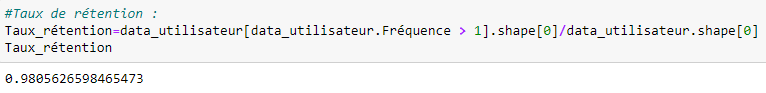 #Taux de rétention :
Taux_rétention=data_utilisateur[data_utilisateur.Fréquence > 1].shape[0]/data_utilisateur.shape[0]
Taux_rétention
0.9805626598465473